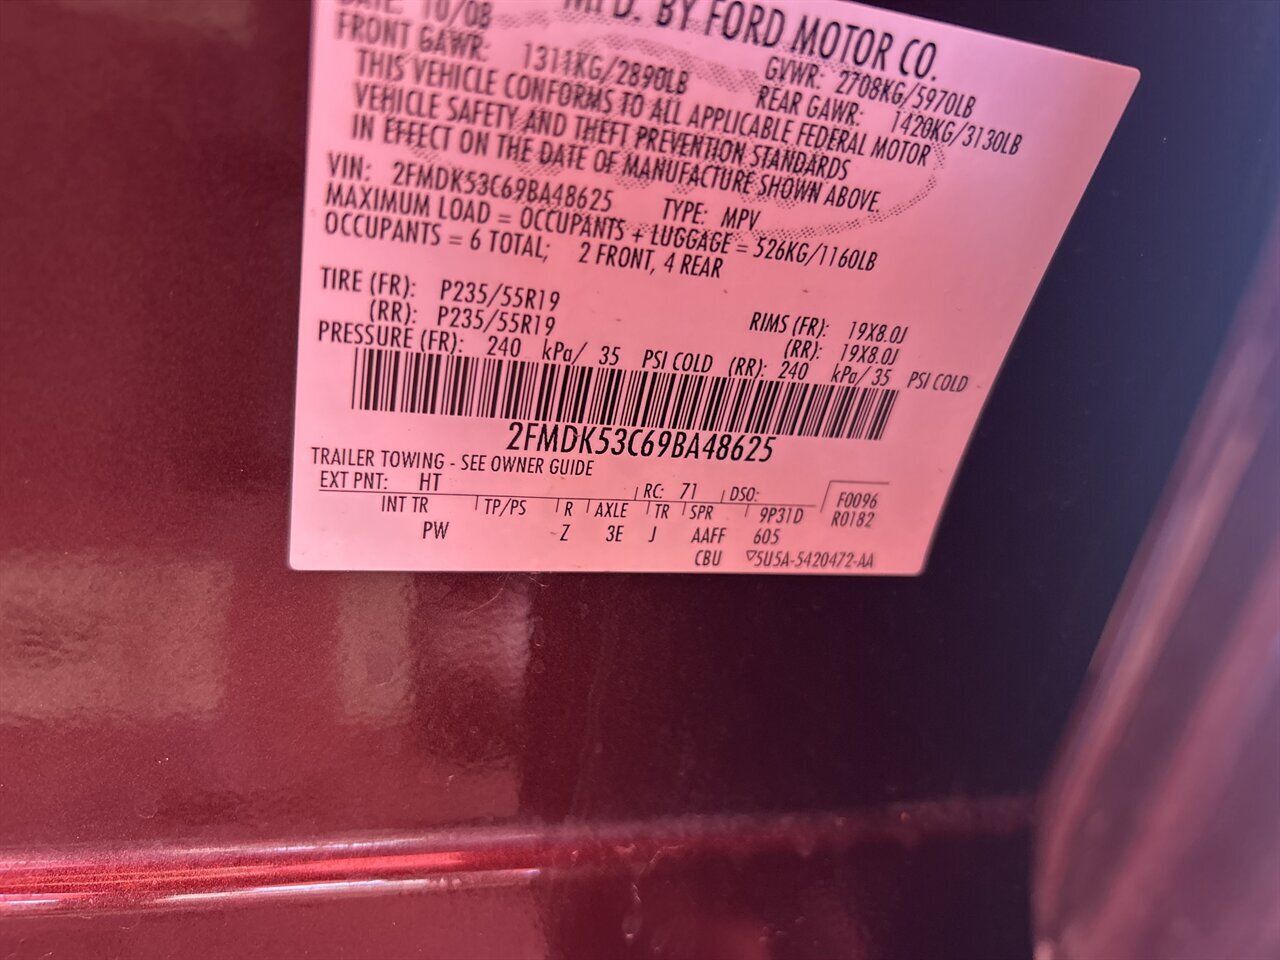 DATE: 10/08 MFD. BY FORD MOTOR CO.
FRONT GAWR: 1311KG/2890LB GVWR: 2708KG/5970LB
REAR GAWR: 1420KG/3130LB
THIS VEHICLE CONFORMS TO ALL APPLICABLE FEDERAL MOTOR
VEHICLE SAFETY AND THEFT PREVENTION STANDARDS
IN EFFECT ON THE DATE OF MANUFACTURE SHOWN ABOVE.
VIN: 2FMDK53C69BA48625 TYPE: MPV
MAXIMUM LOAD = OCCUPANTS + LUGGAGE = 526KG/1160LB
OCCUPANTS = 6 TOTAL; 2 FRONT, 4 REAR
TIRE (FR): P235/55R19 RIMS (FR): 19X8.0J
(RR): P235/55R19 (RR): 19X8.0J
PRESSURE (FR): 240 kPa/ 35 PSI COLD (RR): 240 kPa/ 35 PSI COLD
2FMDK53C69BA48625
TRAILER TOWING - SEE OWNER GUIDE
EXT PNT: HT RC: 71 DSO: F0096
INT TR TP/PS R AXLE TR SPR 9P31D R0182
PW Z 3E J AAFF 605
CBU ▽5U5A-5420472-AA